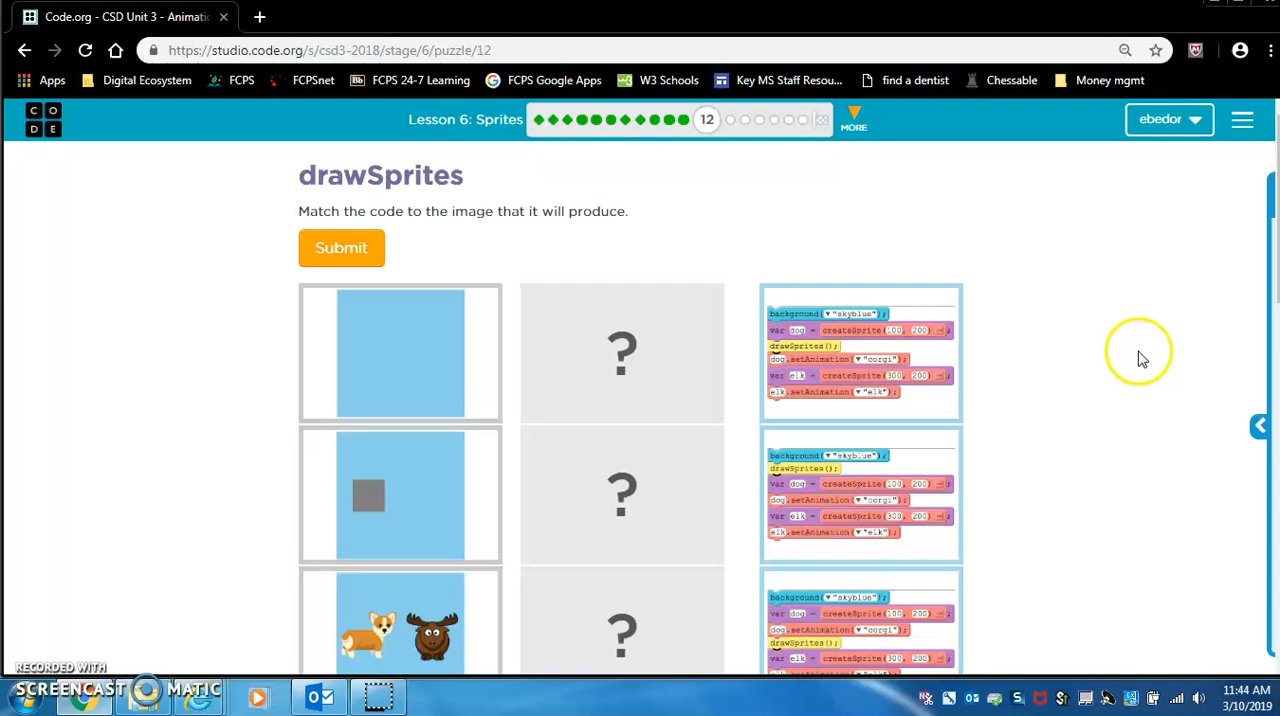 Code.org - CSD Unit 3 - Animatic
https://studio.code.org/s/csd3-2018/stage/6/puzzle/12
Apps Digital Ecosystem FCPS FCPSnet Bb FCPS 24-7 Learning FCPS Google Apps W3 Schools Key MS Staff Resou... find a dentist Chessable Money mgmt
C O D E Lesson 6: Sprites 12 MORE ebedor
drawSprites
Match the code to the image that it will produce.
Submit
?
background("skyblue");
var dog = createSprite(100, 200);
drawSprites();
dog.setAnimation("corgi");
var elk = createSprite(300, 200);
elk.setAnimation("elk");
?
background("skyblue");
drawSprites();
var dog = createSprite(100, 200);
dog.setAnimation("corgi");
var elk = createSprite(300, 200);
elk.setAnimation("elk");
?
background("skyblue");
var dog = createSprite(100, 200);
dog.setAnimation("corgi");
drawSprites();
var elk = createSprite(300, 200);
RECORDED WITH
SCREENCAST MATIC
11:44 AM
3/10/2019